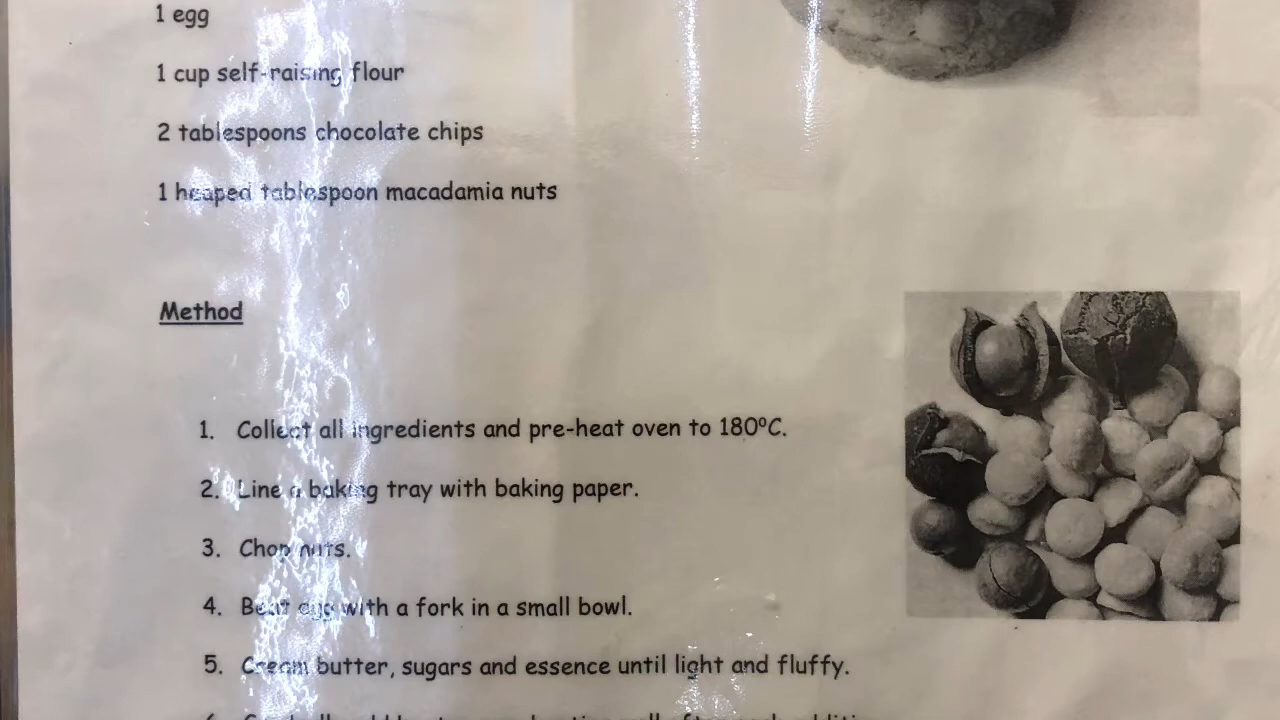 1 egg
1 cup self-raising flour
2 tablespoons chocolate chips
1 heaped tablespoon macadamia nuts
Method
1. Collect all ingredients and pre-heat oven to 180ºC.
2. Line a baking tray with baking paper.
3. Chop nuts.
4. Beat egg with a fork in a small bowl.
5. Cream butter, sugars and essence until light and fluffy.